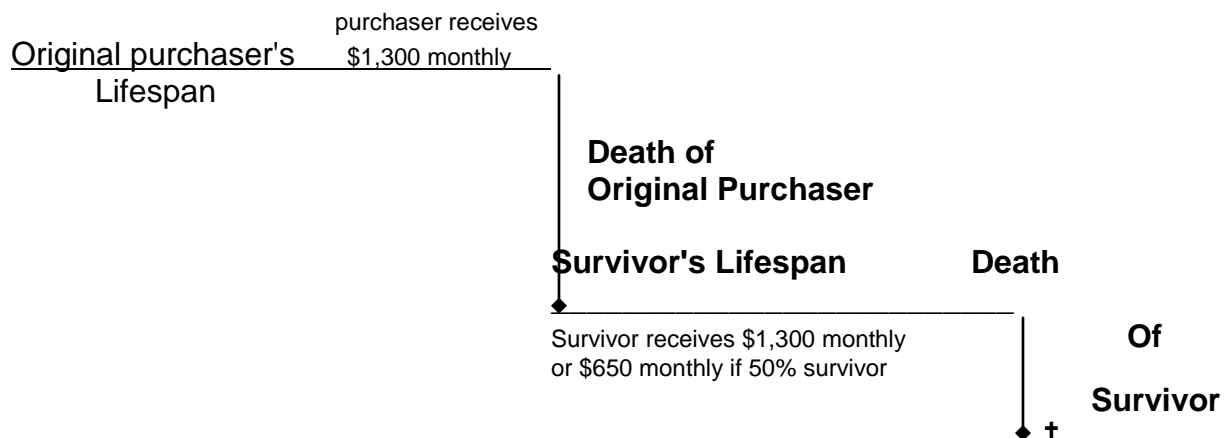 purchaser receives
Original purchaser's $1,300 monthly
Lifespan
Death of
Original Purchaser
Survivor's Lifespan Death
Survivor receives $1,300 monthly Of
or $650 monthly if 50% survivor
Survivor